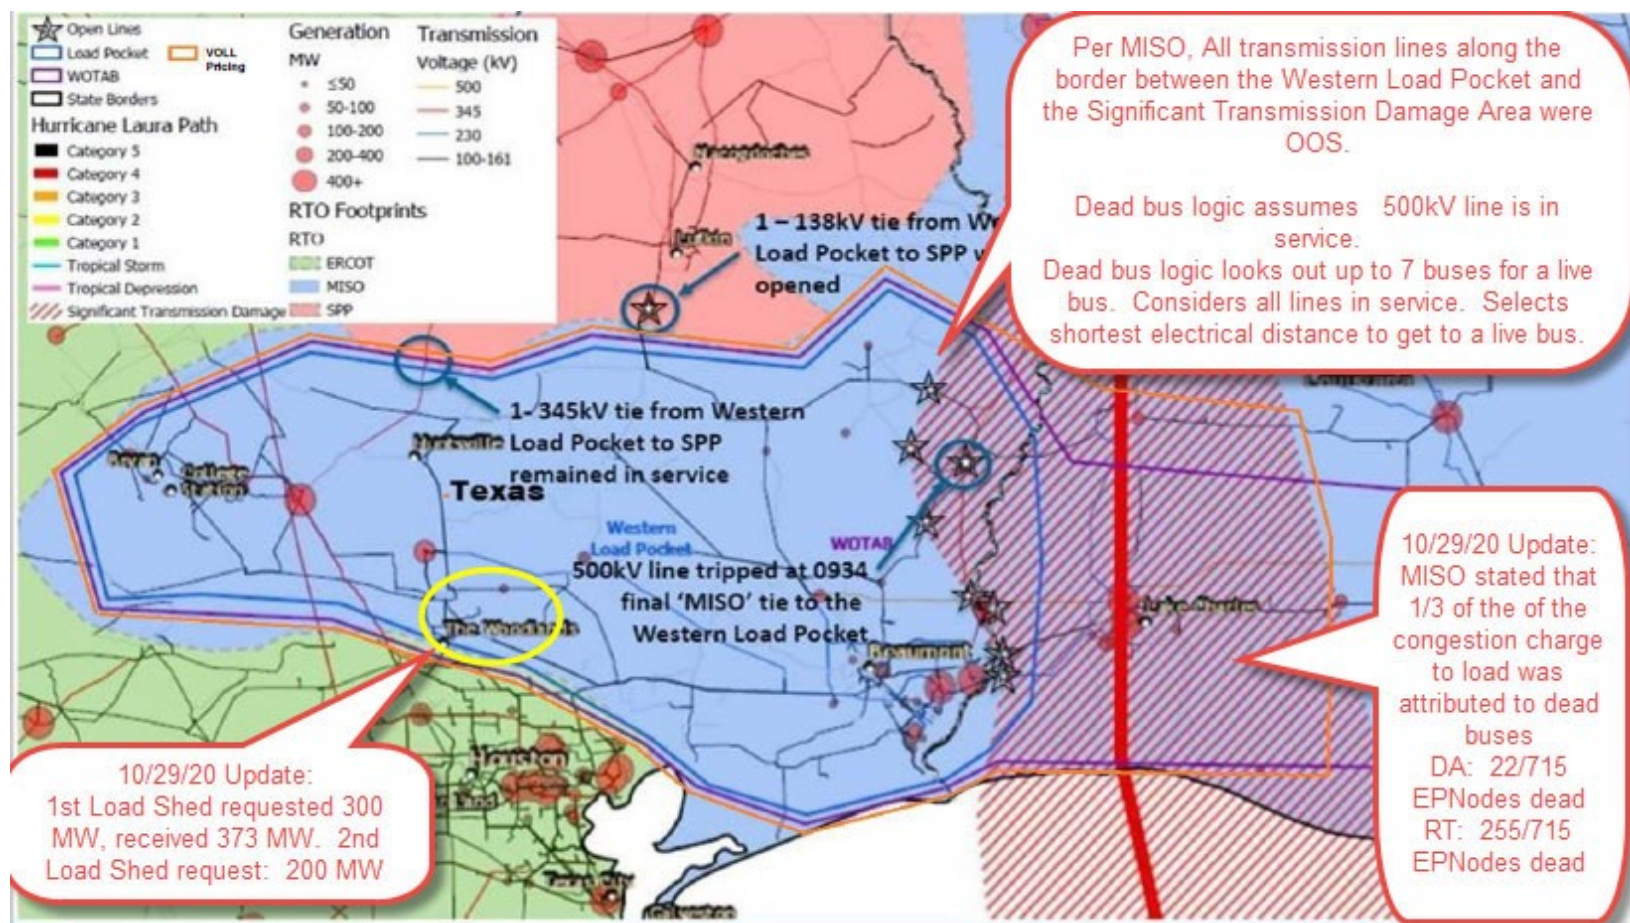 Open Lines
Load Pocket
VOLL
Pricing
WOTAB
State Borders
Hurricane Laura Path
Category 5
Category 4
Category 3
Category 2
Category 1
Tropical Storm
Tropical Depression
Significant Transmission Damage
Generation
MW
≤50
50-100
100-200
200-400
400+
RTO Footprints
RTO
ERCOT
MISO
SPP
Transmission
Voltage (kV)
500
345
230
100-161
Per MISO, All transmission lines along the
border between the Western Load Pocket and
the Significant Transmission Damage Area were
OOS.
Dead bus logic assumes 500kV line is in
service.
Dead bus logic looks out up to 7 buses for a live
bus. Considers all lines in service. Selects
shortest electrical distance to get to a live bus.
Nacogdoches
Lufkin
1 – 138kV tie from We
Load Pocket to SPP w
opened
1- 345kV tie from Western
Load Pocket to SPP
remained in service
Huntsville
Bryan
College
Station
Texas
Western
Load Pocket
WOTAB
500kV line tripped at 0934
final ‘MISO’ tie to the
Western Load Pocket
The Woodlands
Beaumont
Lake Charles
10/29/20 Update:
MISO stated that
1/3 of the of the
congestion charge
to load was
attributed to dead
buses
DA: 22/715
EPNodes dead
RT: 255/715
EPNodes dead
10/29/20 Update:
1st Load Shed requested 300
MW, received 373 MW. 2nd
Load Shed request: 200 MW
Houston
Texas City
Galveston